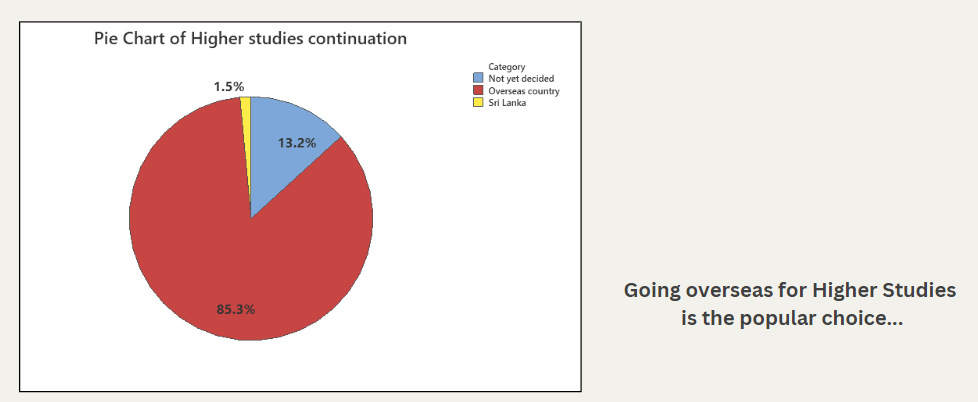 Pie Chart of Higher studies continuation
Category
Not yet decided
Overseas country
Sri Lanka
1.5%
13.2%
85.3%
Going overseas for Higher Studies
is the popular choice...